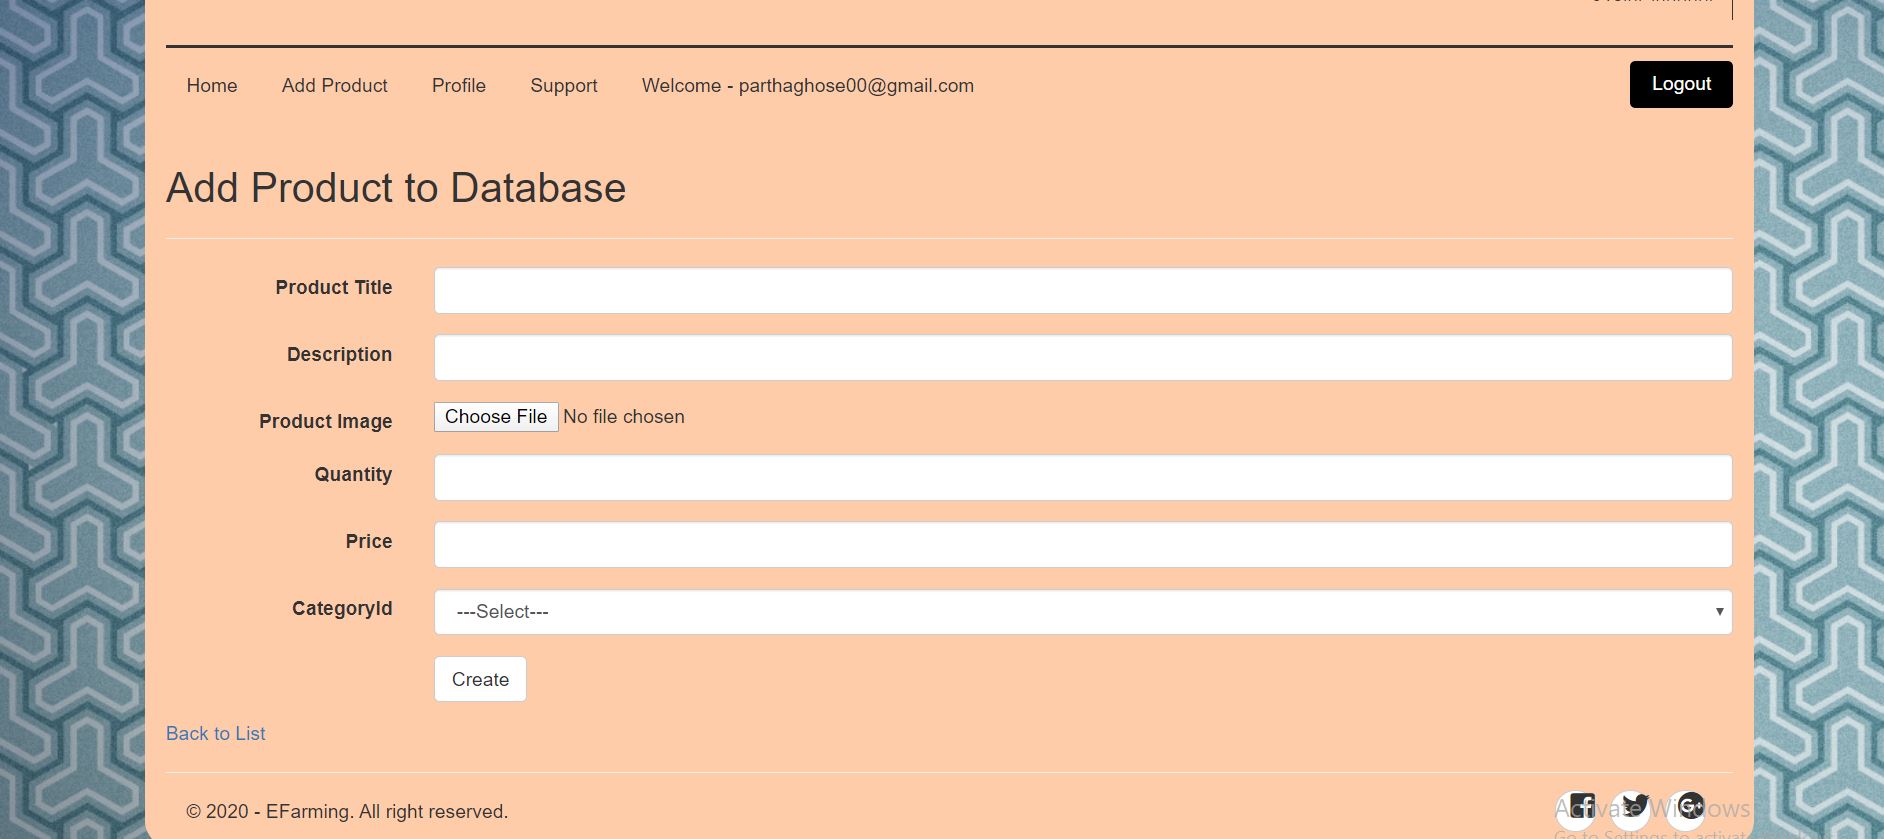 Home Add Product Profile Support Welcome - parthaghose00@gmail.com Logout
Add Product to Database
Product Title
Description
Product Image Choose File No file chosen
Quantity
Price
CategoryId ---Select---
Create
Back to List
© 2020 - EFarming. All right reserved.
Activate Windows
Go to Settings to activate